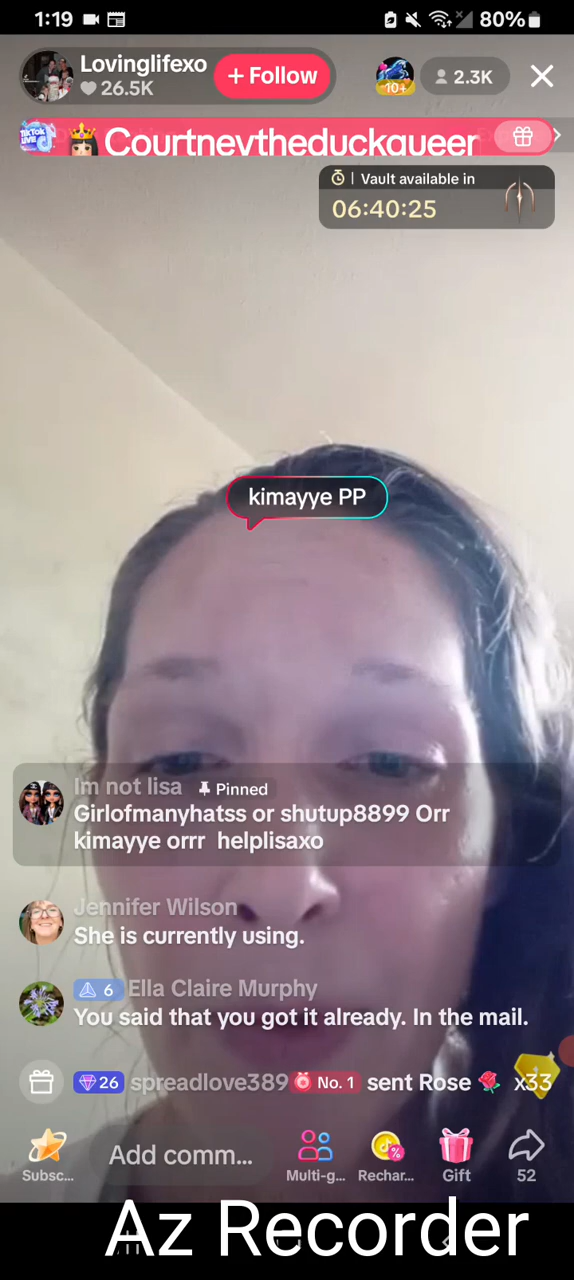 1:19
80%
Lovinglifexo
26.5K
+ Follow
10+
2.3K
TikTok LIVE
Courtneytheduckqueer
Vault available in
06:40:25
kimayye PP
Im not lisa Pinned
Girlofmanyhatss or shutup8899 Orr
kimayye orrr helplisaxo
Jennifer Wilson
She is currently using.
6 Ella Claire Murphy
You said that you got it already. In the mail.
26 spreadlove389 No. 1 sent Rose x33
Add comm...
Subsc...
Multi-g...
Rechar...
Gift
52
Az Recorder